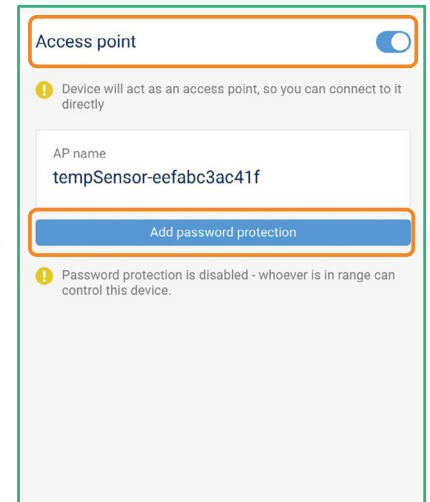 Access point
Device will act as an access point, so you can connect to it
directly
AP name
tempSensor-eefabc3ac41f
Add password protection
Password protection is disabled - whoever is in range can
control this device.